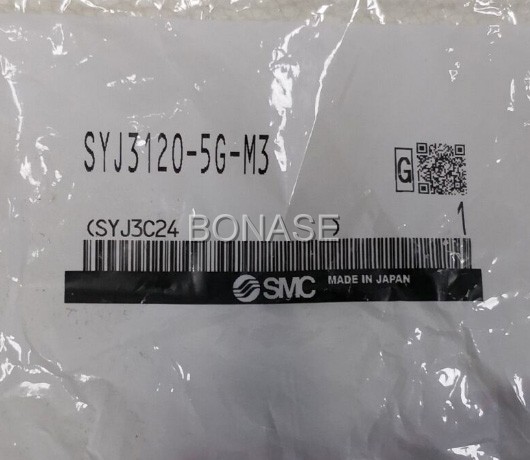 SYJ3120-5G-M3
G
(SYJ3C24 )
1
BONASE
SMC MADE IN JAPAN